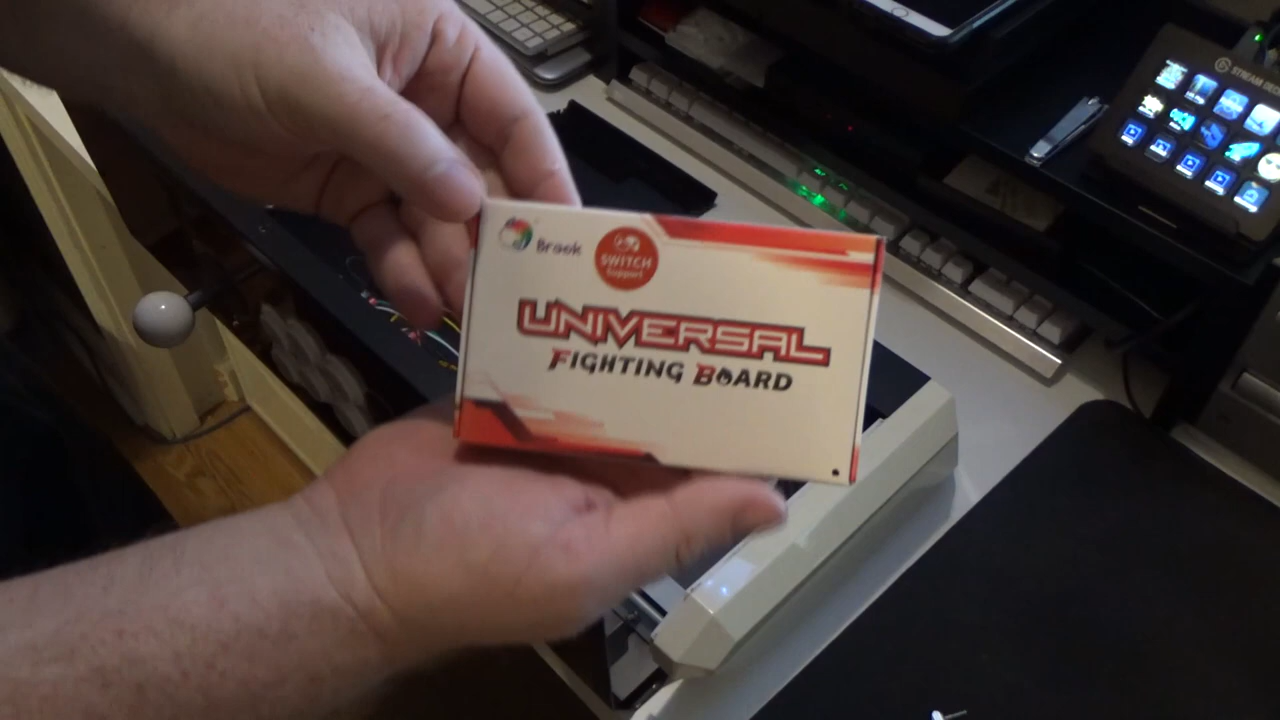 Brook
SWITCH
Support
UNIVERSAL
FIGHTING BOARD
STREAM DECK